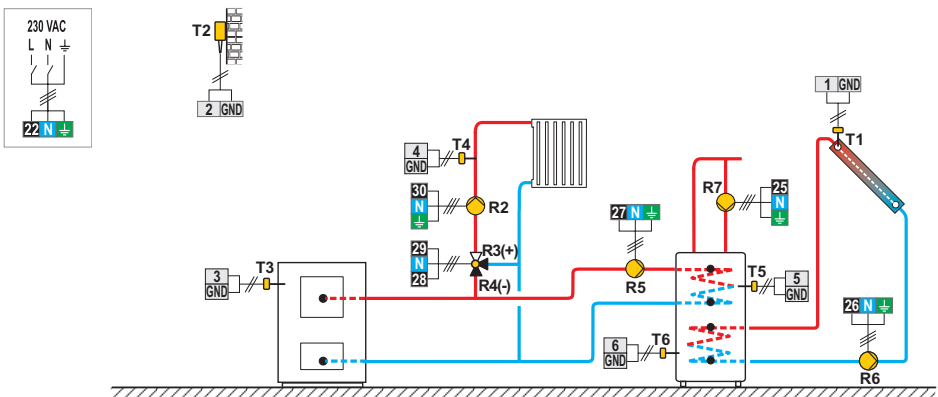 230 VAC
L N
22 N
T2
2 GND
1 GND
T1
4
GND
T4
30
N
R2
29
N
28
R3(+)
R4(-)
27 N
R5
R7
25
N
3
GND
T3
T5
5
GND
6
GND
T6
26 N
R6